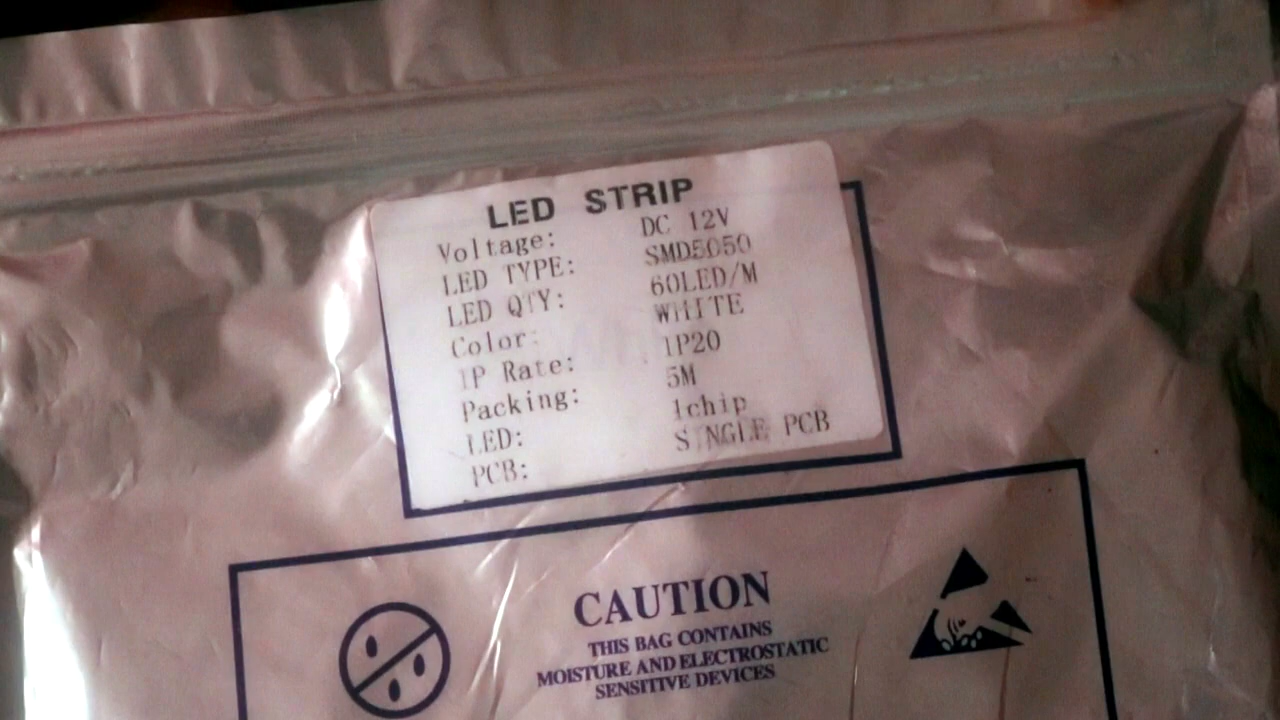 LED STRIP
Voltage: DC 12V
LED TYPE: SMD5050
LED QTY: 60LED/M
Color: WHITE
IP Rate: IP20
Packing: 5M
LED: 1chip
PCB: SINGLE PCB
CAUTION
THIS BAG CONTAINS
MOISTURE AND ELECTROSTATIC
SENSITIVE DEVICES